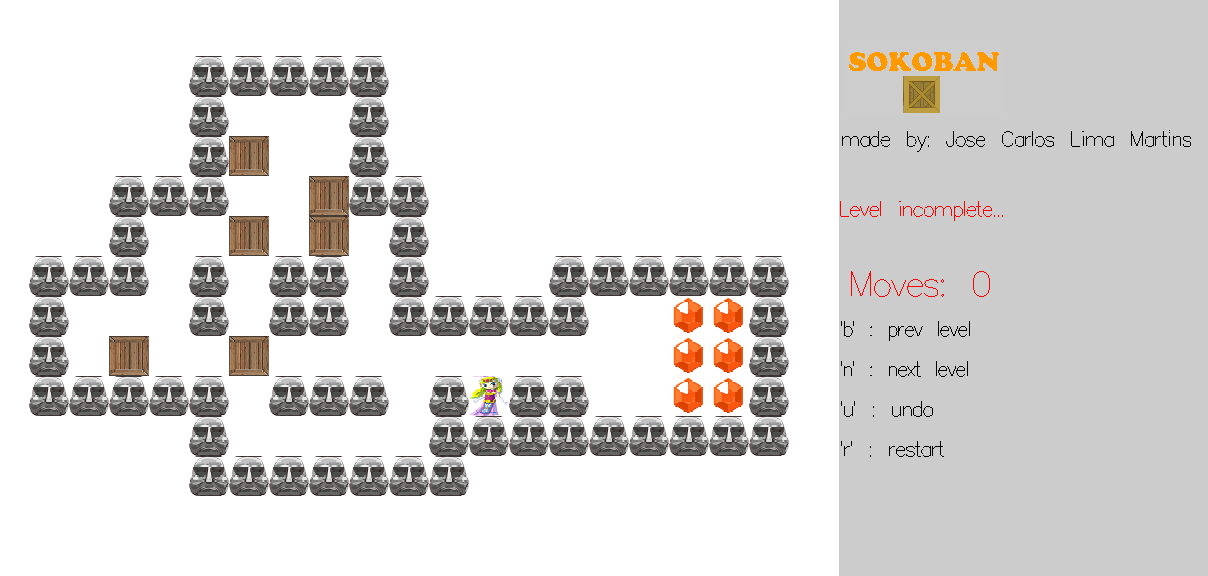 SOKOBAN
made by: Jose Carlos Lima Martins
Level incomplete...
Moves: 0
'b' : prev level
'n' : next level
'u' : undo
'r' : restart